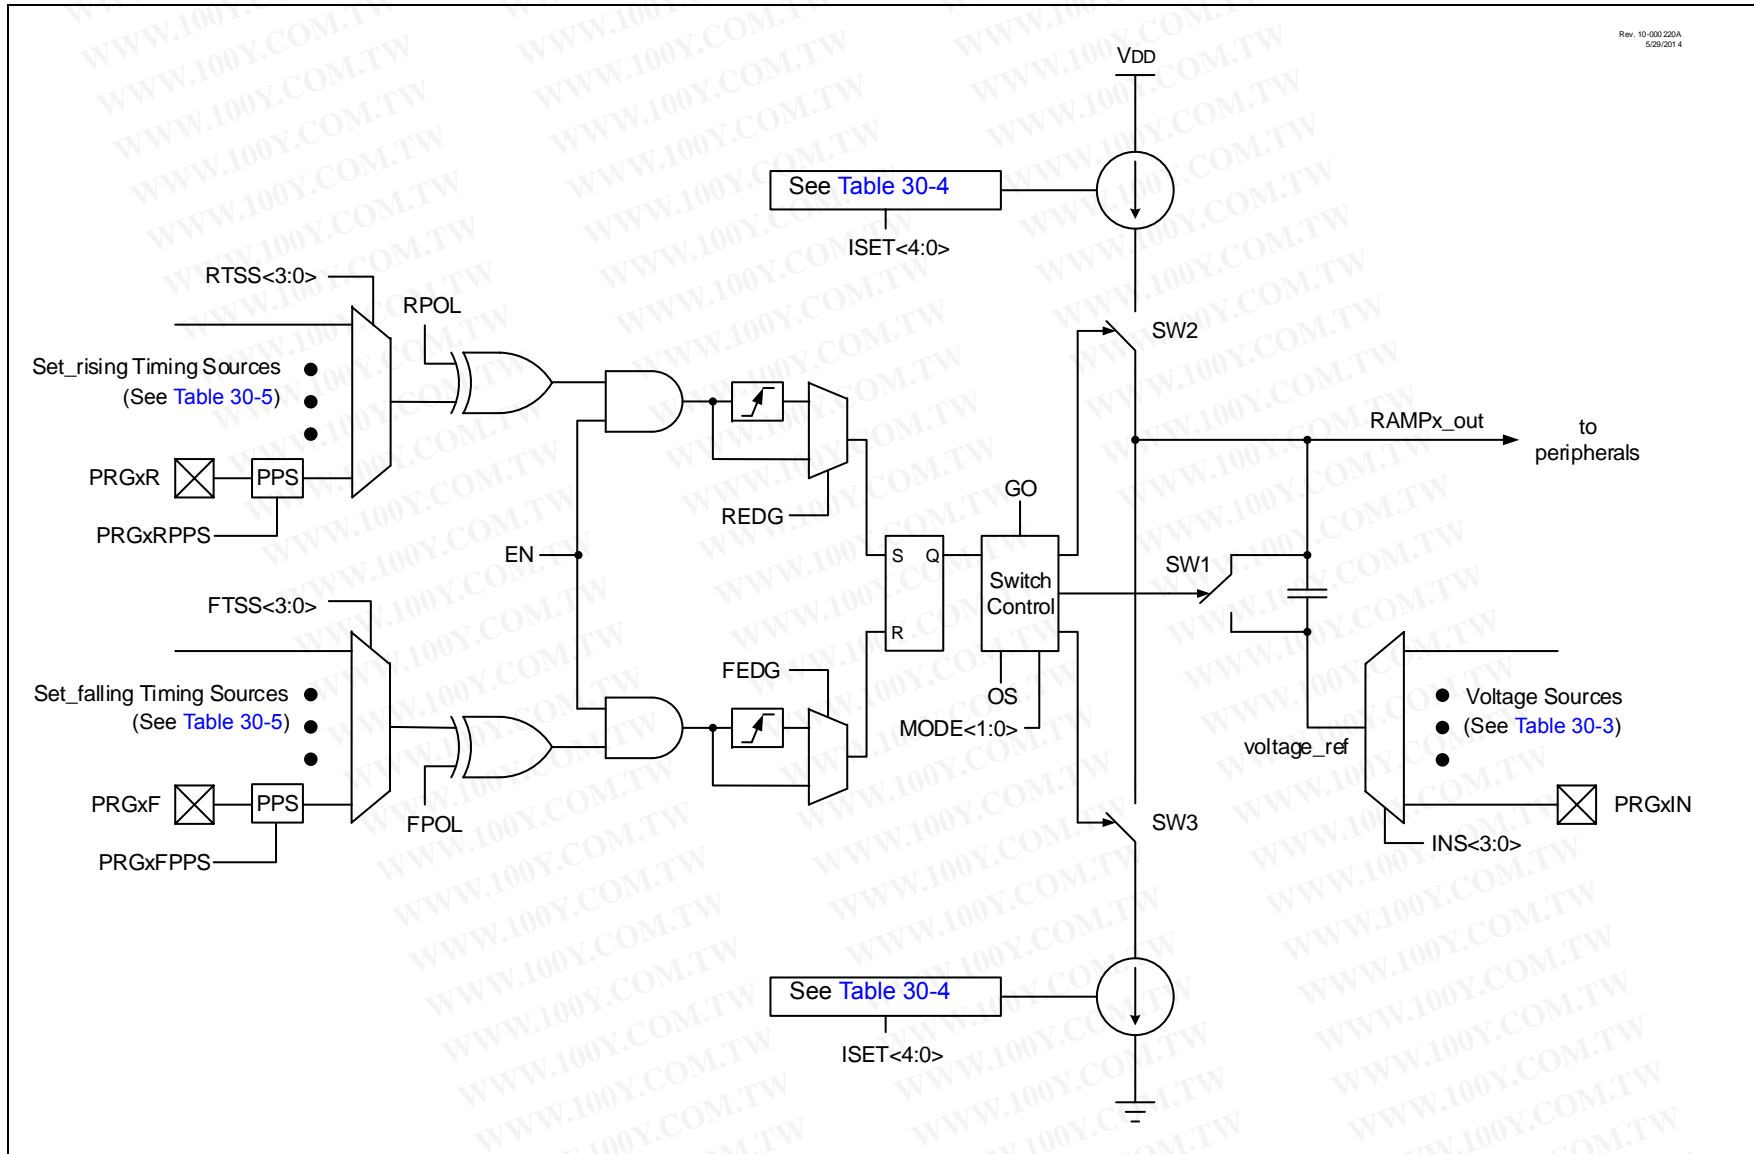 Rev. 10-000220A
5/29/2014
VDD
See Table 30-4
ISET<4:0>
RTSS<3:0>
RPOL
SW2
Set_rising Timing Sources
(See Table 30-5)
RAMPx_out
to
peripherals
PRGxR
PPS
REDG
GO
PRGxRPPS
EN
S
Q
SW1
Switch
Control
FTSS<3:0>
R
FEDG
OS
Set_falling Timing Sources
(See Table 30-5)
MODE<1:0>
voltage_ref
Voltage Sources
(See Table 30-3)
PRGxF
PPS
FPOL
SW3
PRGxIN
PRGxFPPS
INS<3:0>
See Table 30-4
ISET<4:0>
WWW.100Y.COM.TW